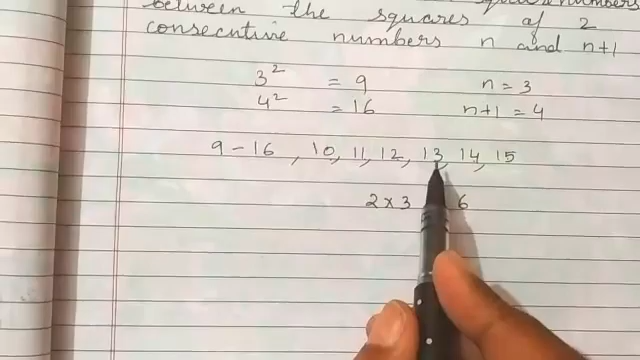 numbers
between the squares of 2
consecutive numbers n and n+1
3² = 9 n = 3
4² = 16 n+1 = 4
9 - 16 , 10, 11, 12, 13, 14, 15
2 × 3 6